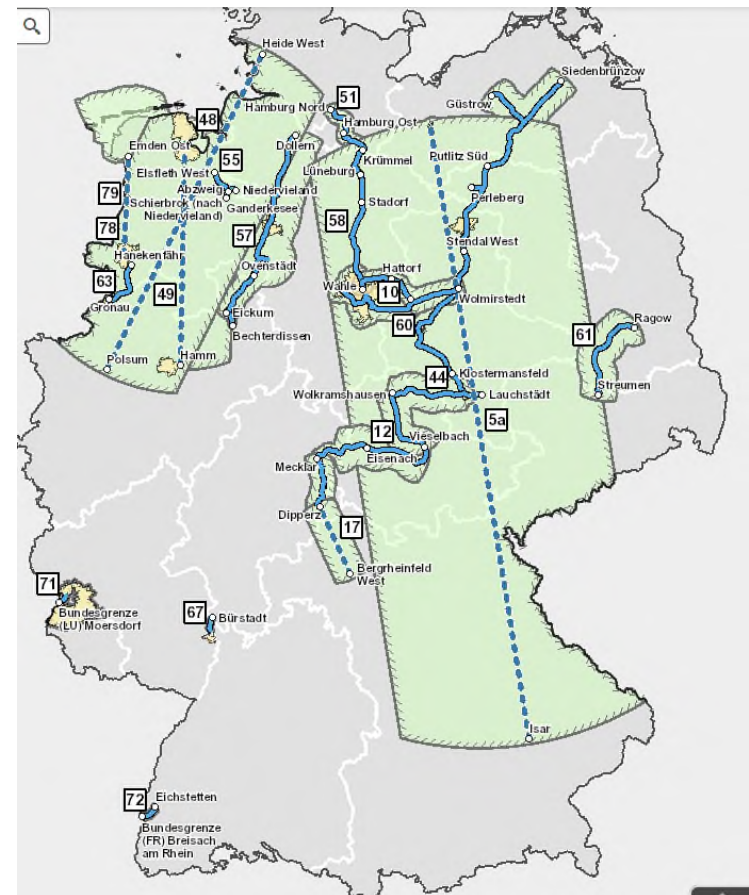 Heide West
Siedenbrünzow
Güstrow
Hamburg Nord
51
48
Hamburg Ost
Dollern
Emden Ost
55
Krümmel
Putlitz Süd
Elsfleth West
Lüneburg
79
Abzweig
Niedervieland
Schierbrok (nach
Niedervieland)
Ganderkesee
Stadorf
Perleberg
78
57
58
Stendal West
Hanekenfähr
Ovenstädt
Hattorf
63
49
Wahle
10
Wolmirstedt
Gronau
Eickum
60
Ragow
Bechterdissen
61
Polsum
Hamm
44
Klostermansfeld
Streumen
Wolkramshausen
Lauchstädt
5a
12
Vieselbach
Mecklar
Eisenach
Dipperz
17
Bergrheinfeld
West
71
Bundesgrenze
(LU) Moersdorf
67
Bürstadt
Isar
72
Eichstetten
Bundesgrenze
(FR) Breisach
am Rhein